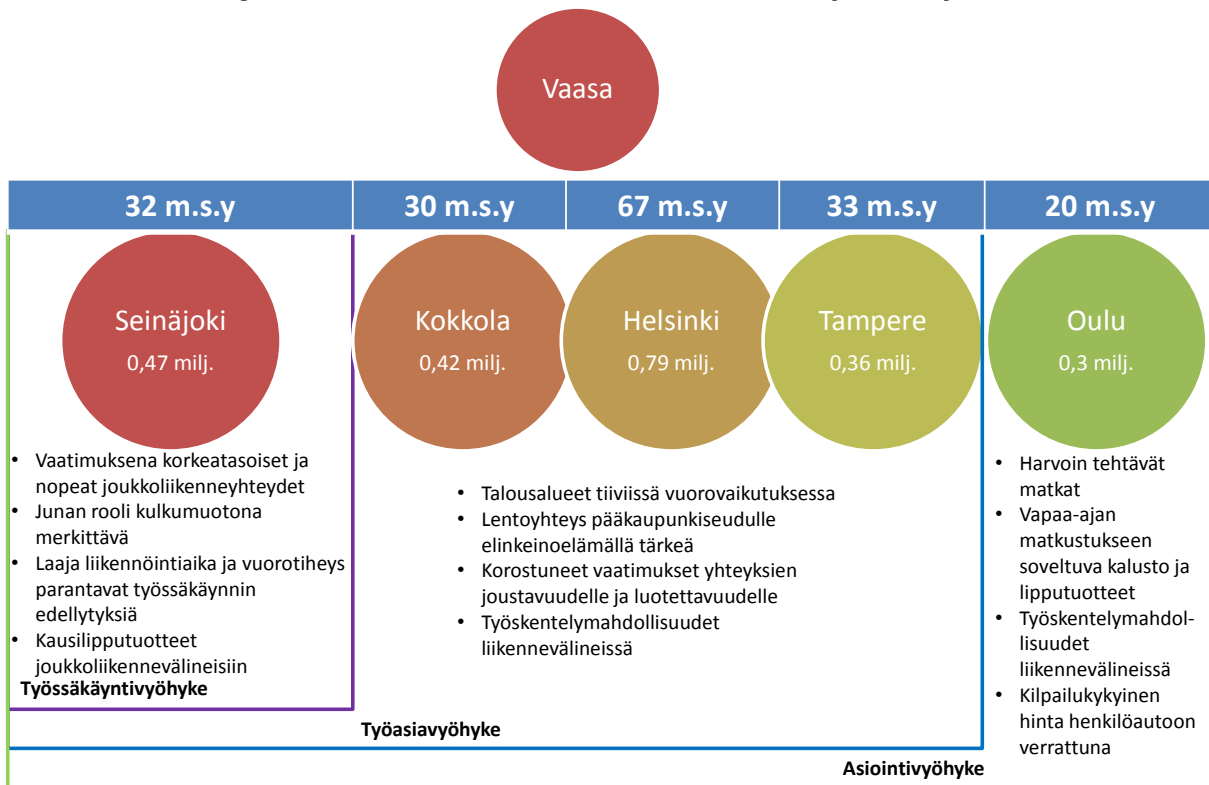 Vaasa
32 m.s.y
30 m.s.y
67 m.s.y
33 m.s.y
20 m.s.y
Seinäjoki
0,47 milj.
Kokkola
0,42 milj.
Helsinki
0,79 milj.
Tampere
0,36 milj.
Oulu
0,3 milj.
• Vaatimuksena korkeatasoiset ja
nopeat joukkoliikenneyhteydet
• Junan rooli kulkumuotona
merkittävä
• Laaja liikennöintiaika ja vuorotiheys
parantavat työssäkäynnin
edellytyksiä
• Kausilipputuotteet
joukkoliikennevälineisiin
Työssäkäyntivyöhyke
• Talousalueet tiiviissä vuorovaikutuksessa
• Lentoyhteys pääkaupunkiseudulle
elinkeinoelämällä tärkeä
• Korostuneet vaatimukset yhteyksien
joustavuudelle ja luotettavuudelle
• Työskentelymahdollisuudet
liikennevälineissä
Työasiavyöhyke
• Harvoin tehtävät
matkat
• Vapaa-ajan
matkustukseen
soveltuva kalusto ja
lipputuotteet
• Työskentelymahdol-
lisuudet
liikennevälineissä
• Kilpailukykyinen
hinta henkilöautoon
verrattuna
Asiointivyöhyke